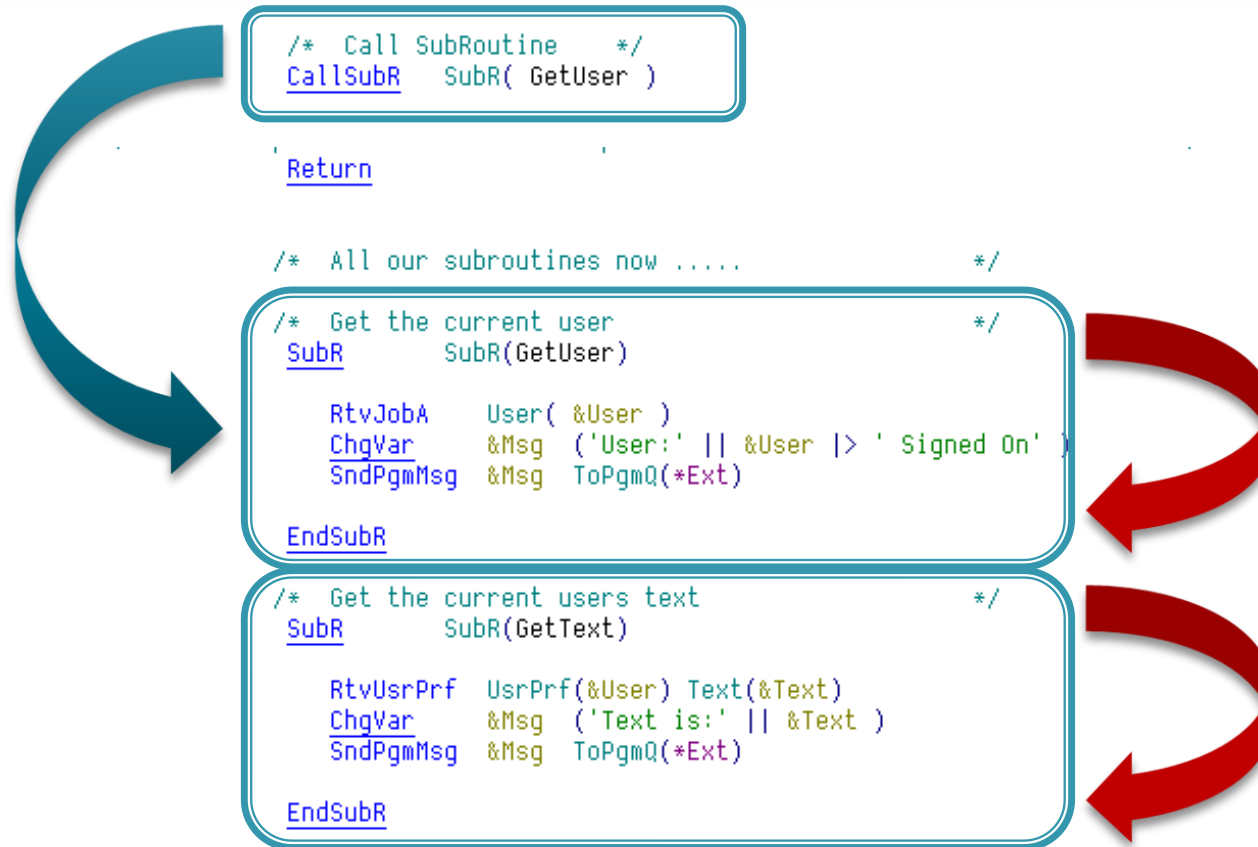 /*  Call SubRoutine    */
CallSubR   SubR( GetUser )
Return
/*  All our subroutines now .....                */
/*  Get the current user                         */
SubR       SubR(GetUser)
RtvJobA    User( &User )
ChgVar     &Msg  ('User:' || &User |> ' Signed On' )
SndPgmMsg  &Msg  ToPgmQ(*Ext)
EndSubR
/*  Get the current users text                   */
SubR       SubR(GetText)
RtvUsrPrf  UsrPrf(&User) Text(&Text)
ChgVar     &Msg  ('Text is:' || &Text )
SndPgmMsg  &Msg  ToPgmQ(*Ext)
EndSubR